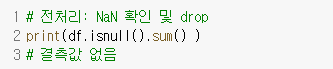 1 # 전처리: NaN 확인 및 drop
2 print(df.isnull().sum() )
3 # 결측값 없음